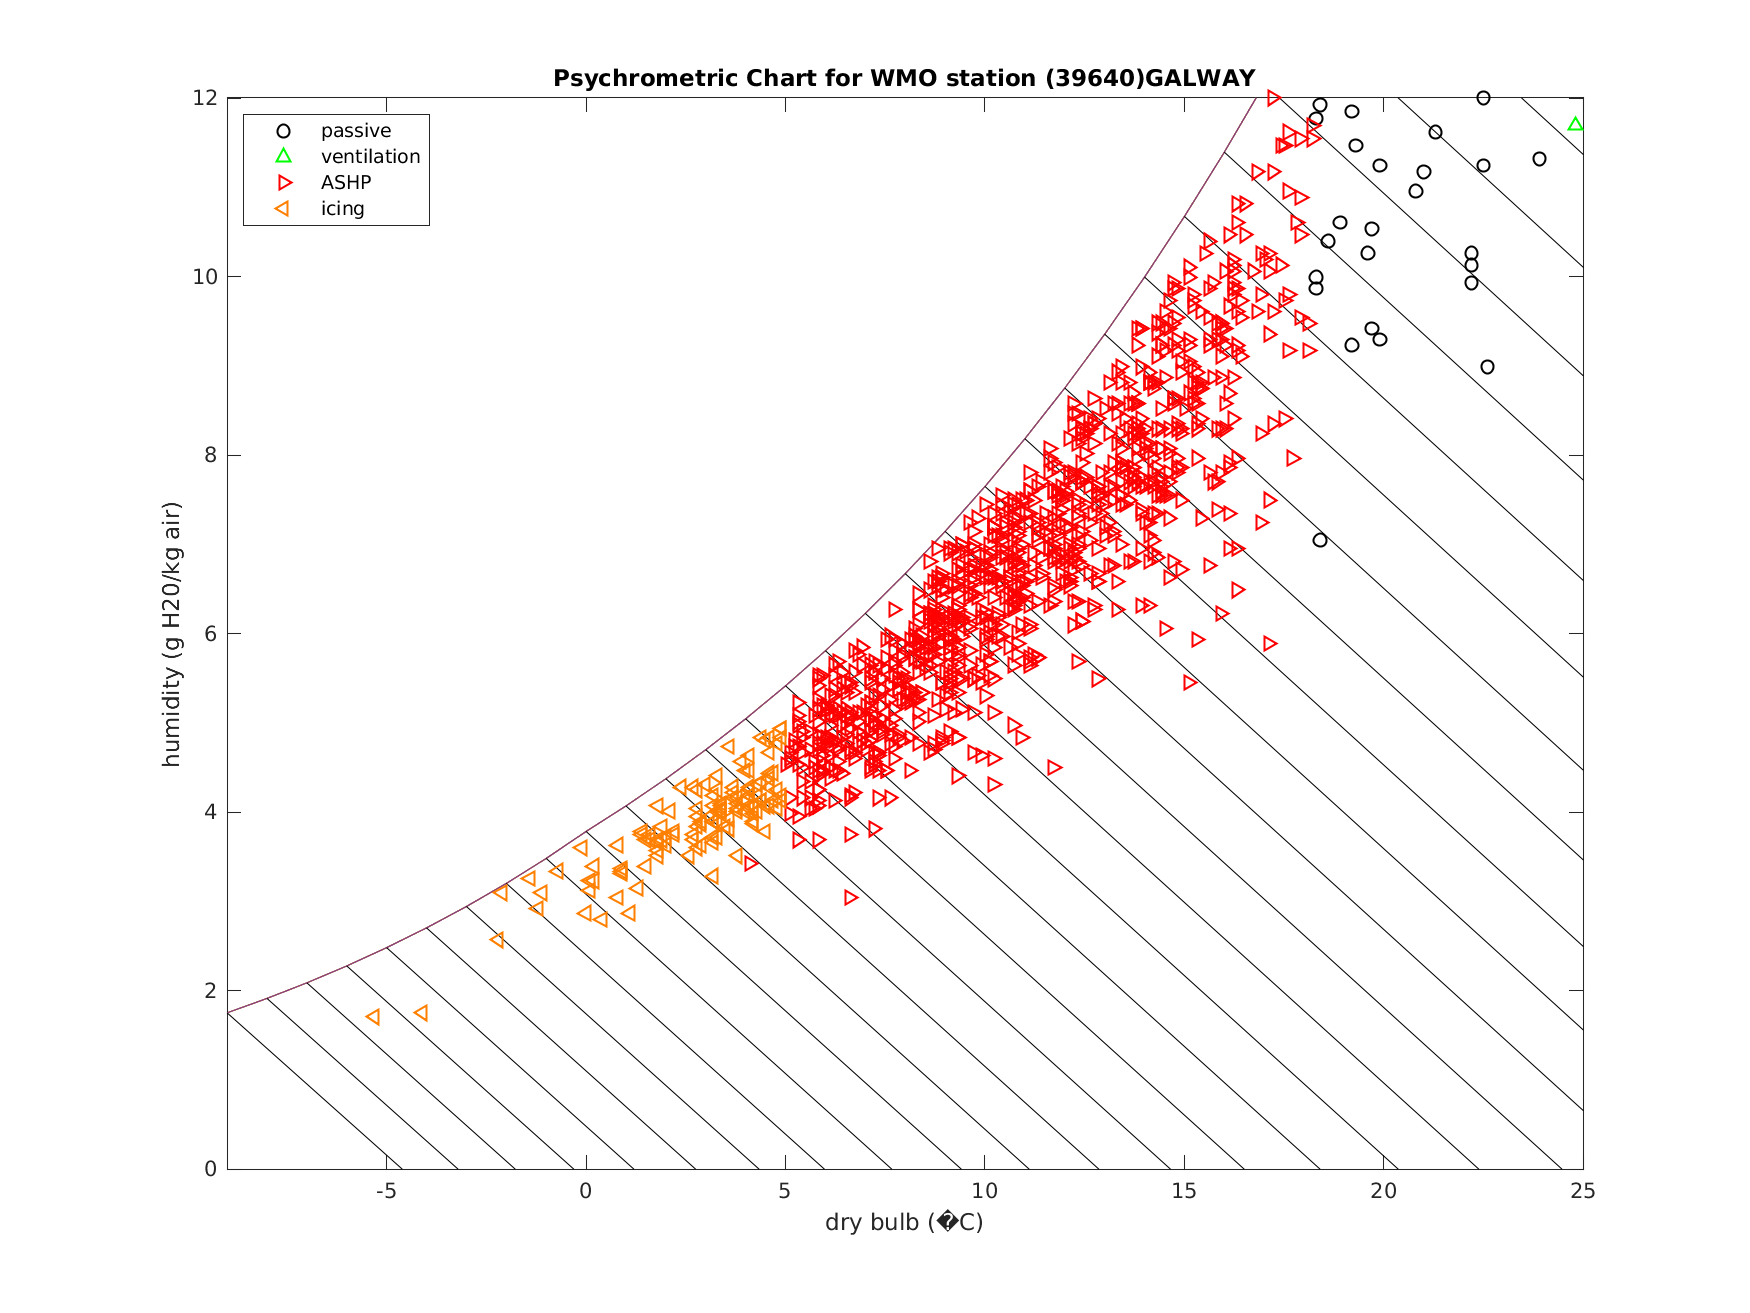 Psychrometric Chart for WMO station (39640)GALWAY
passive
ventilation
ASHP
icing
humidity (g H20/kg air)
12
10
8
6
4
2
0
-5
0
5
10
15
20
25
dry bulb (�C)